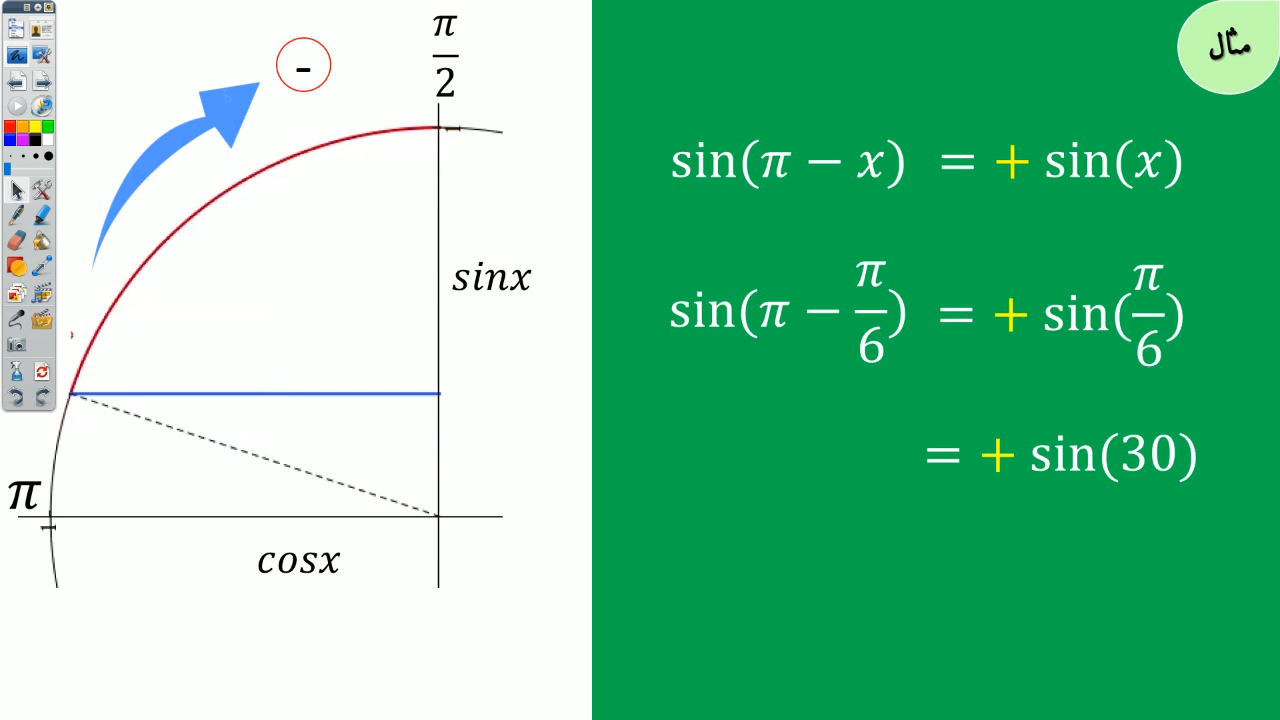 مثال
-
π/2
sin(π − x) = + sin(x)
sinx
sin(π − π/6) = + sin(π/6)
= + sin(30)
π
cosx